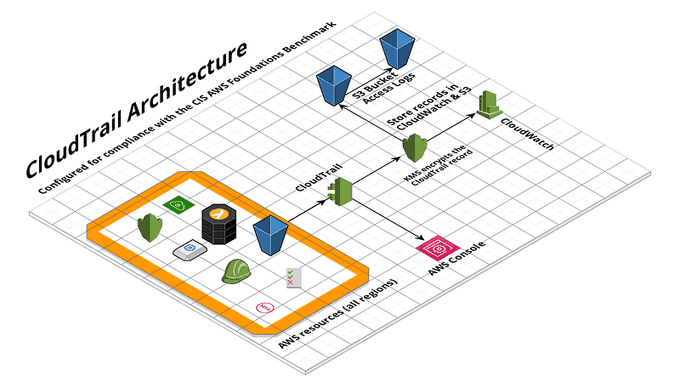 CloudTrail Architecture
Configured for compliance with the CIS AWS Foundations Benchmark
S3 Bucket
Access Logs
Store records in
CloudWatch & S3
CloudWatch
KMS encrypts the
CloudTrail record
CloudTrail
AWS Console
AWS resources (all regions)